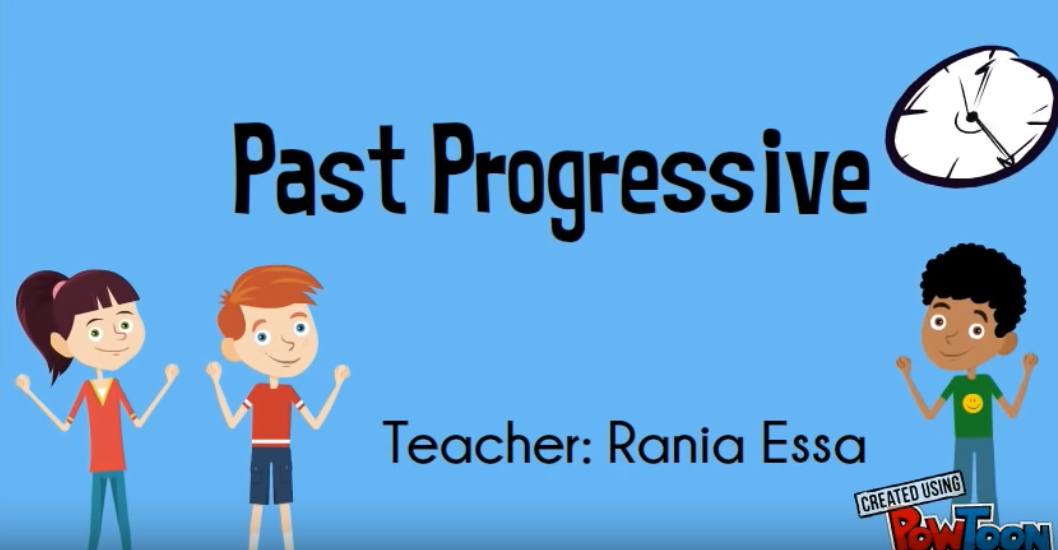 Past Progressive
Teacher: Rania Essa
CREATED USING
POWTOON